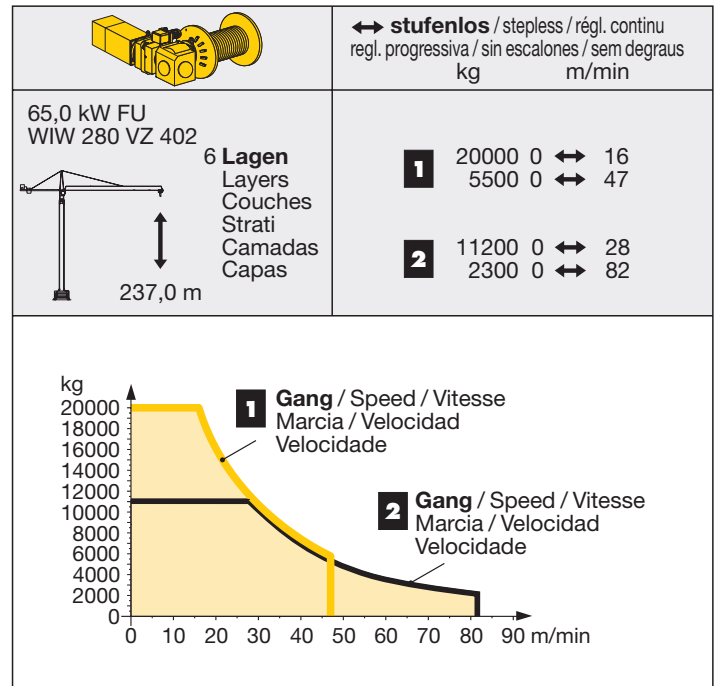 ↔ stufenlos / stepless / régl. continu
regl. progressiva / sin escalones / sem degraus
kg m/min
65,0 kW FU
WIW 280 VZ 402
6 Lagen
Layers
Couches
Strati
Camadas
Capas
237,0 m
1 20000 0 ↔ 16
5500 0 ↔ 47
2 11200 0 ↔ 28
2300 0 ↔ 82
kg
20000
18000
16000
14000
12000
10000
8000
6000
4000
2000
0
1 Gang / Speed / Vitesse
Marcia / Velocidad
Velocidade
2 Gang / Speed / Vitesse
Marcia / Velocidad
Velocidade
0 10 20 30 40 50 60 70 80 90 m/min